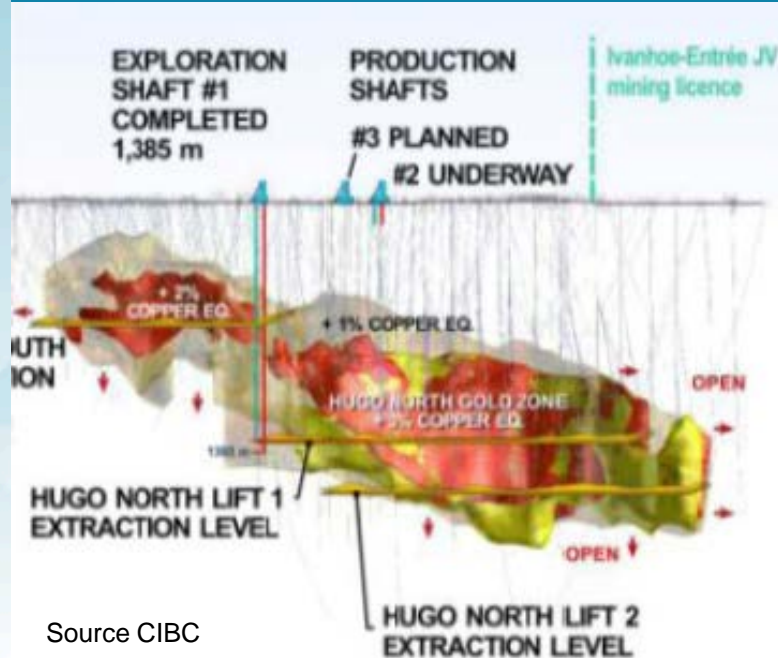 EXPLORATION
SHAFT #1
COMPLETED
1,385 m
PRODUCTION
SHAFTS
#3 PLANNED
#2 UNDERWAY
Ivanhoe-Entrée JV
mining licence
+ 2%
COPPER EQ.
+ 1% COPPER EQ.
UTH
ION
OPEN
HUGO NORTH GOLD ZONE
COPPER EQ.
HUGO NORTH LIFT 1
EXTRACTION LEVEL
OPEN
HUGO NORTH LIFT 2
EXTRACTION LEVEL
Source CIBC